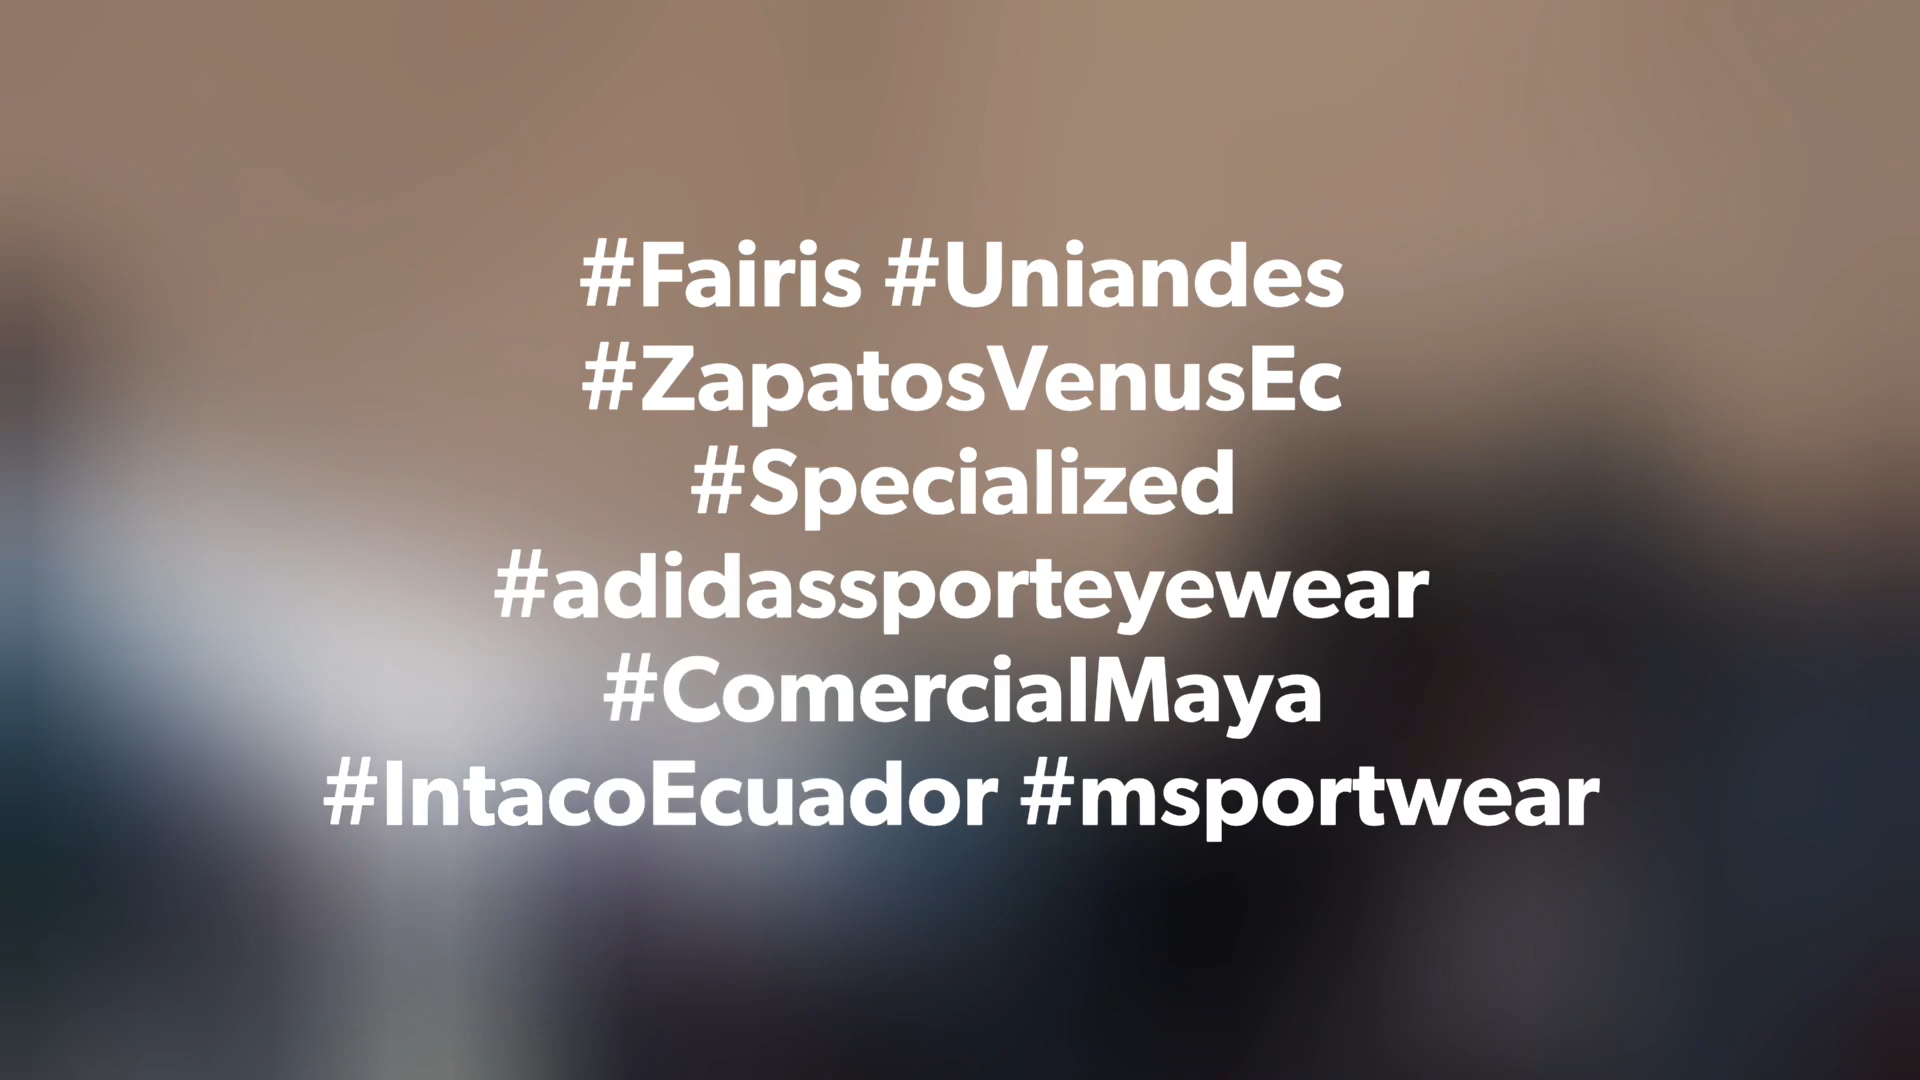 #Fairis #Uniandes
#ZapatosVenusEc
#Specialized
#adidassporteyewear
#ComercialMaya
#IntacoEcuador #msportwear